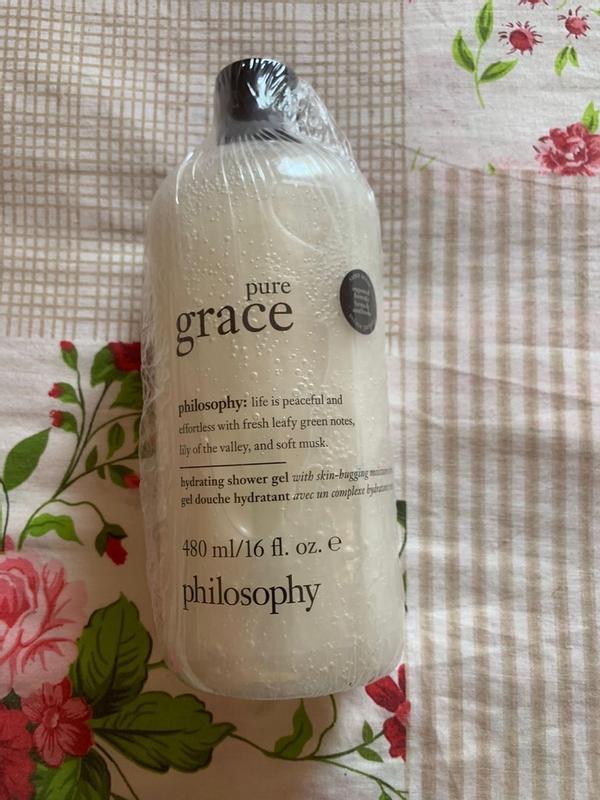 pure
grace
philosophy: life is peaceful and
effortless with fresh leafy green notes,
lily of the valley, and soft musk.
hydrating shower gel with skin-hugging
gel douche hydratant avec un complexe
480 ml/16 fl. oz. ℮
philosophy